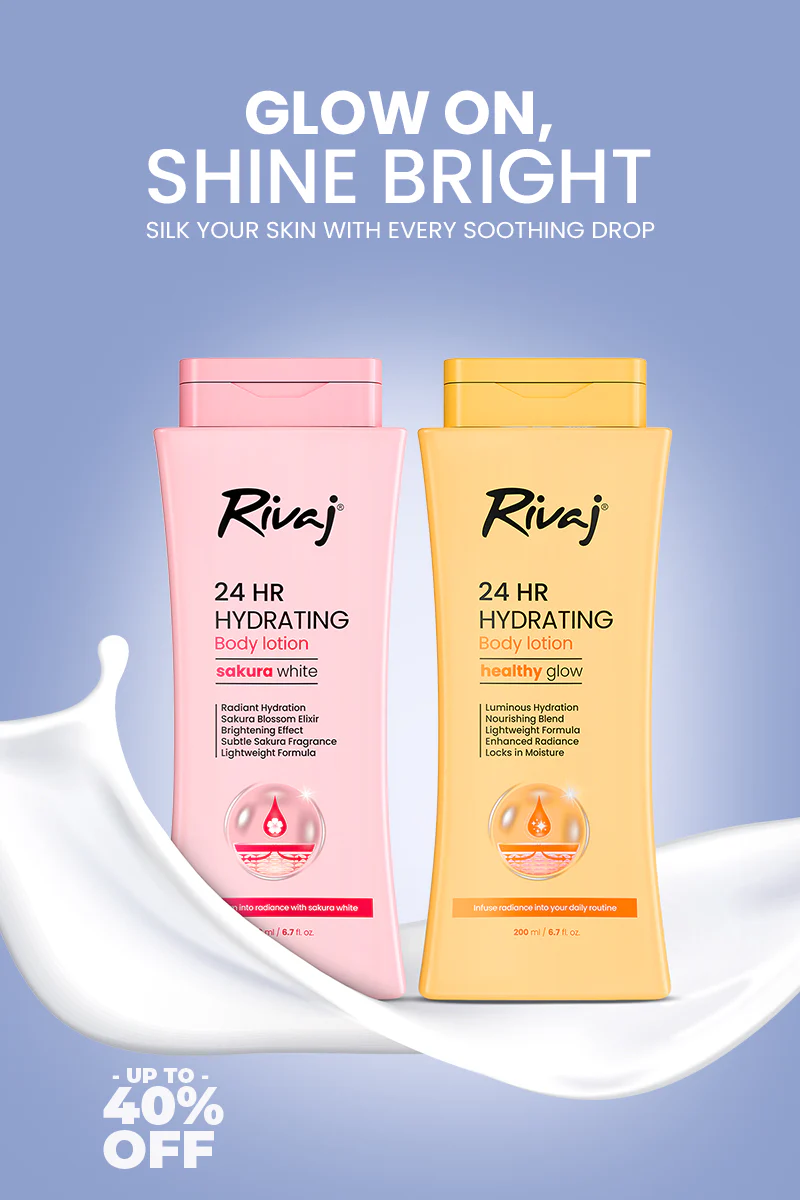 GLOW ON,
SHINE BRIGHT
SILK YOUR SKIN WITH EVERY SOOTHING DROP
Rivaj®
24 HR
HYDRATING
Body lotion
sakura white
Radiant Hydration
Sakura Blossom Elixir
Brightening Effect
Subtle Sakura Fragrance
Lightweight Formula
into radiance with sakura white
ml / 6.7 fl. oz.
Rivaj®
24 HR
HYDRATING
Body lotion
healthy glow
Luminous Hydration
Nourishing Blend
Lightweight Formula
Enhanced Radiance
Locks in Moisture
Infuse radiance into your daily routine
200 ml / 6.7 fl. oz.
- UP TO -
40%
OFF